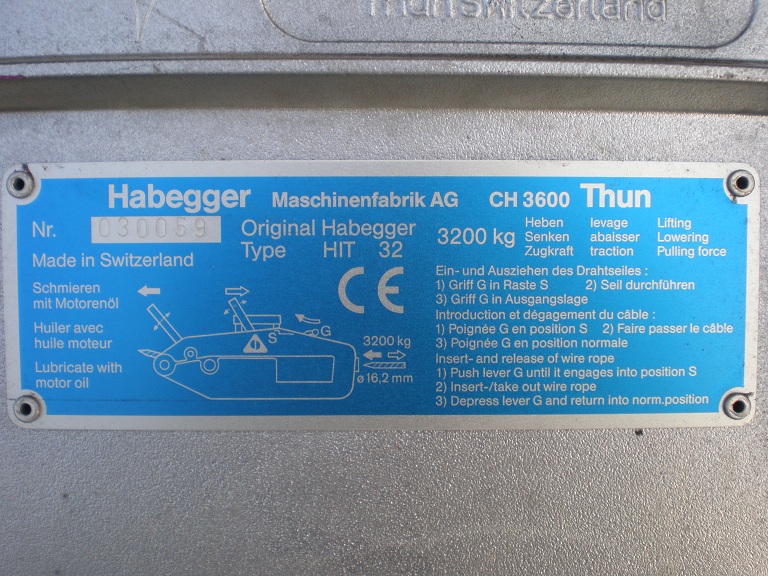 Thun Switzerland
Habegger Maschinenfabrik AG CH 3600 Thun
Nr. 030059 Original Habegger 3200 kg Heben levage Lifting
Type HIT 32 Senken abaisser Lowering
Zugkraft traction Pulling force
Made in Switzerland
CE
Schmieren
mit Motorenöl
Huiler avec
huile moteur
Lubricate with
motor oil
S G
3200 kg
ø 16,2 mm
Ein- und Ausziehen des Drahtseiles :
1) Griff G in Raste S 2) Seil durchführen
3) Griff G in Ausgangslage
Introduction et dégagement du câble :
1) Poignée G en position S 2) Faire passer le câble
3) Poignée G en position normale
Insert- and release of wire rope
1) Push lever G until it engages into position S
2) Insert-/take out wire rope
3) Depress lever G and return into norm.position